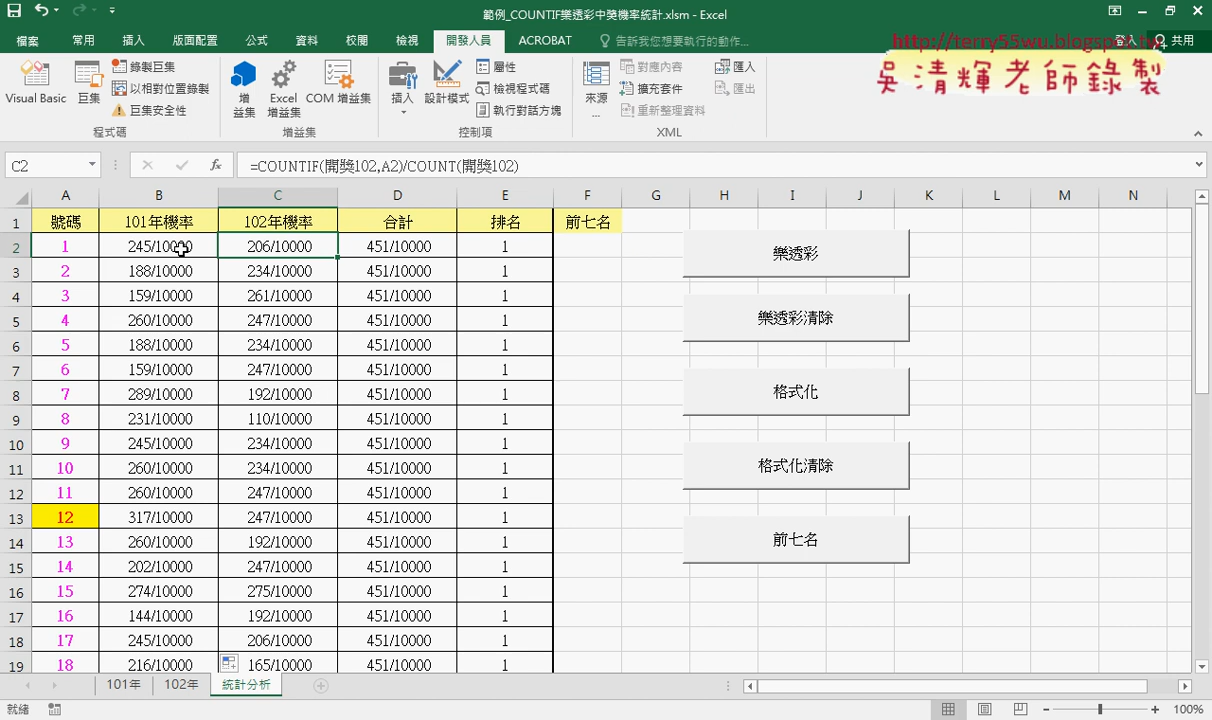 範例_COUNTIF樂透彩中獎機率統計.xlsm - Excel
檔案 常用 插入 版面配置 公式 資料 校閱 檢視 開發人員 ACROBAT 告訴我您想要執行的動作... 登入 共用
http://terry55wu.blogspot.tw
吳清輝老師錄製
Visual Basic 巨集 錄製巨集 以相對位置錄製 巨集安全性
增益集 Excel 增益集 COM 增益集
插入 設計模式 屬性 檢視程式碼 執行對話方塊
來源... 對應內容 擴充套件 重新整理資料 匯入 匯出
程式碼 增益集 控制項 XML
C2 fx =COUNTIF(開獎102,A2)/COUNT(開獎102)
A B C D E F G H I J K L M N
1 號碼 101年機率 102年機率 合計 排名 前七名
2 1 245/10000 206/10000 451/10000 1
3 2 188/10000 234/10000 451/10000 1
4 3 159/10000 261/10000 451/10000 1
5 4 260/10000 247/10000 451/10000 1
6 5 188/10000 234/10000 451/10000 1
7 6 159/10000 247/10000 451/10000 1
8 7 289/10000 192/10000 451/10000 1
9 8 231/10000 110/10000 451/10000 1
10 9 245/10000 234/10000 451/10000 1
11 10 260/10000 234/10000 451/10000 1
12 11 260/10000 247/10000 451/10000 1
13 12 317/10000 247/10000 451/10000 1
14 13 260/10000 192/10000 451/10000 1
15 14 202/10000 247/10000 451/10000 1
16 15 274/10000 275/10000 451/10000 1
17 16 144/10000 192/10000 451/10000 1
18 17 245/10000 206/10000 451/10000 1
19 18 216/10000 165/10000 451/10000 1
樂透彩
樂透彩清除
格式化
格式化清除
前七名
101年 102年 統計分析
就緒 100%